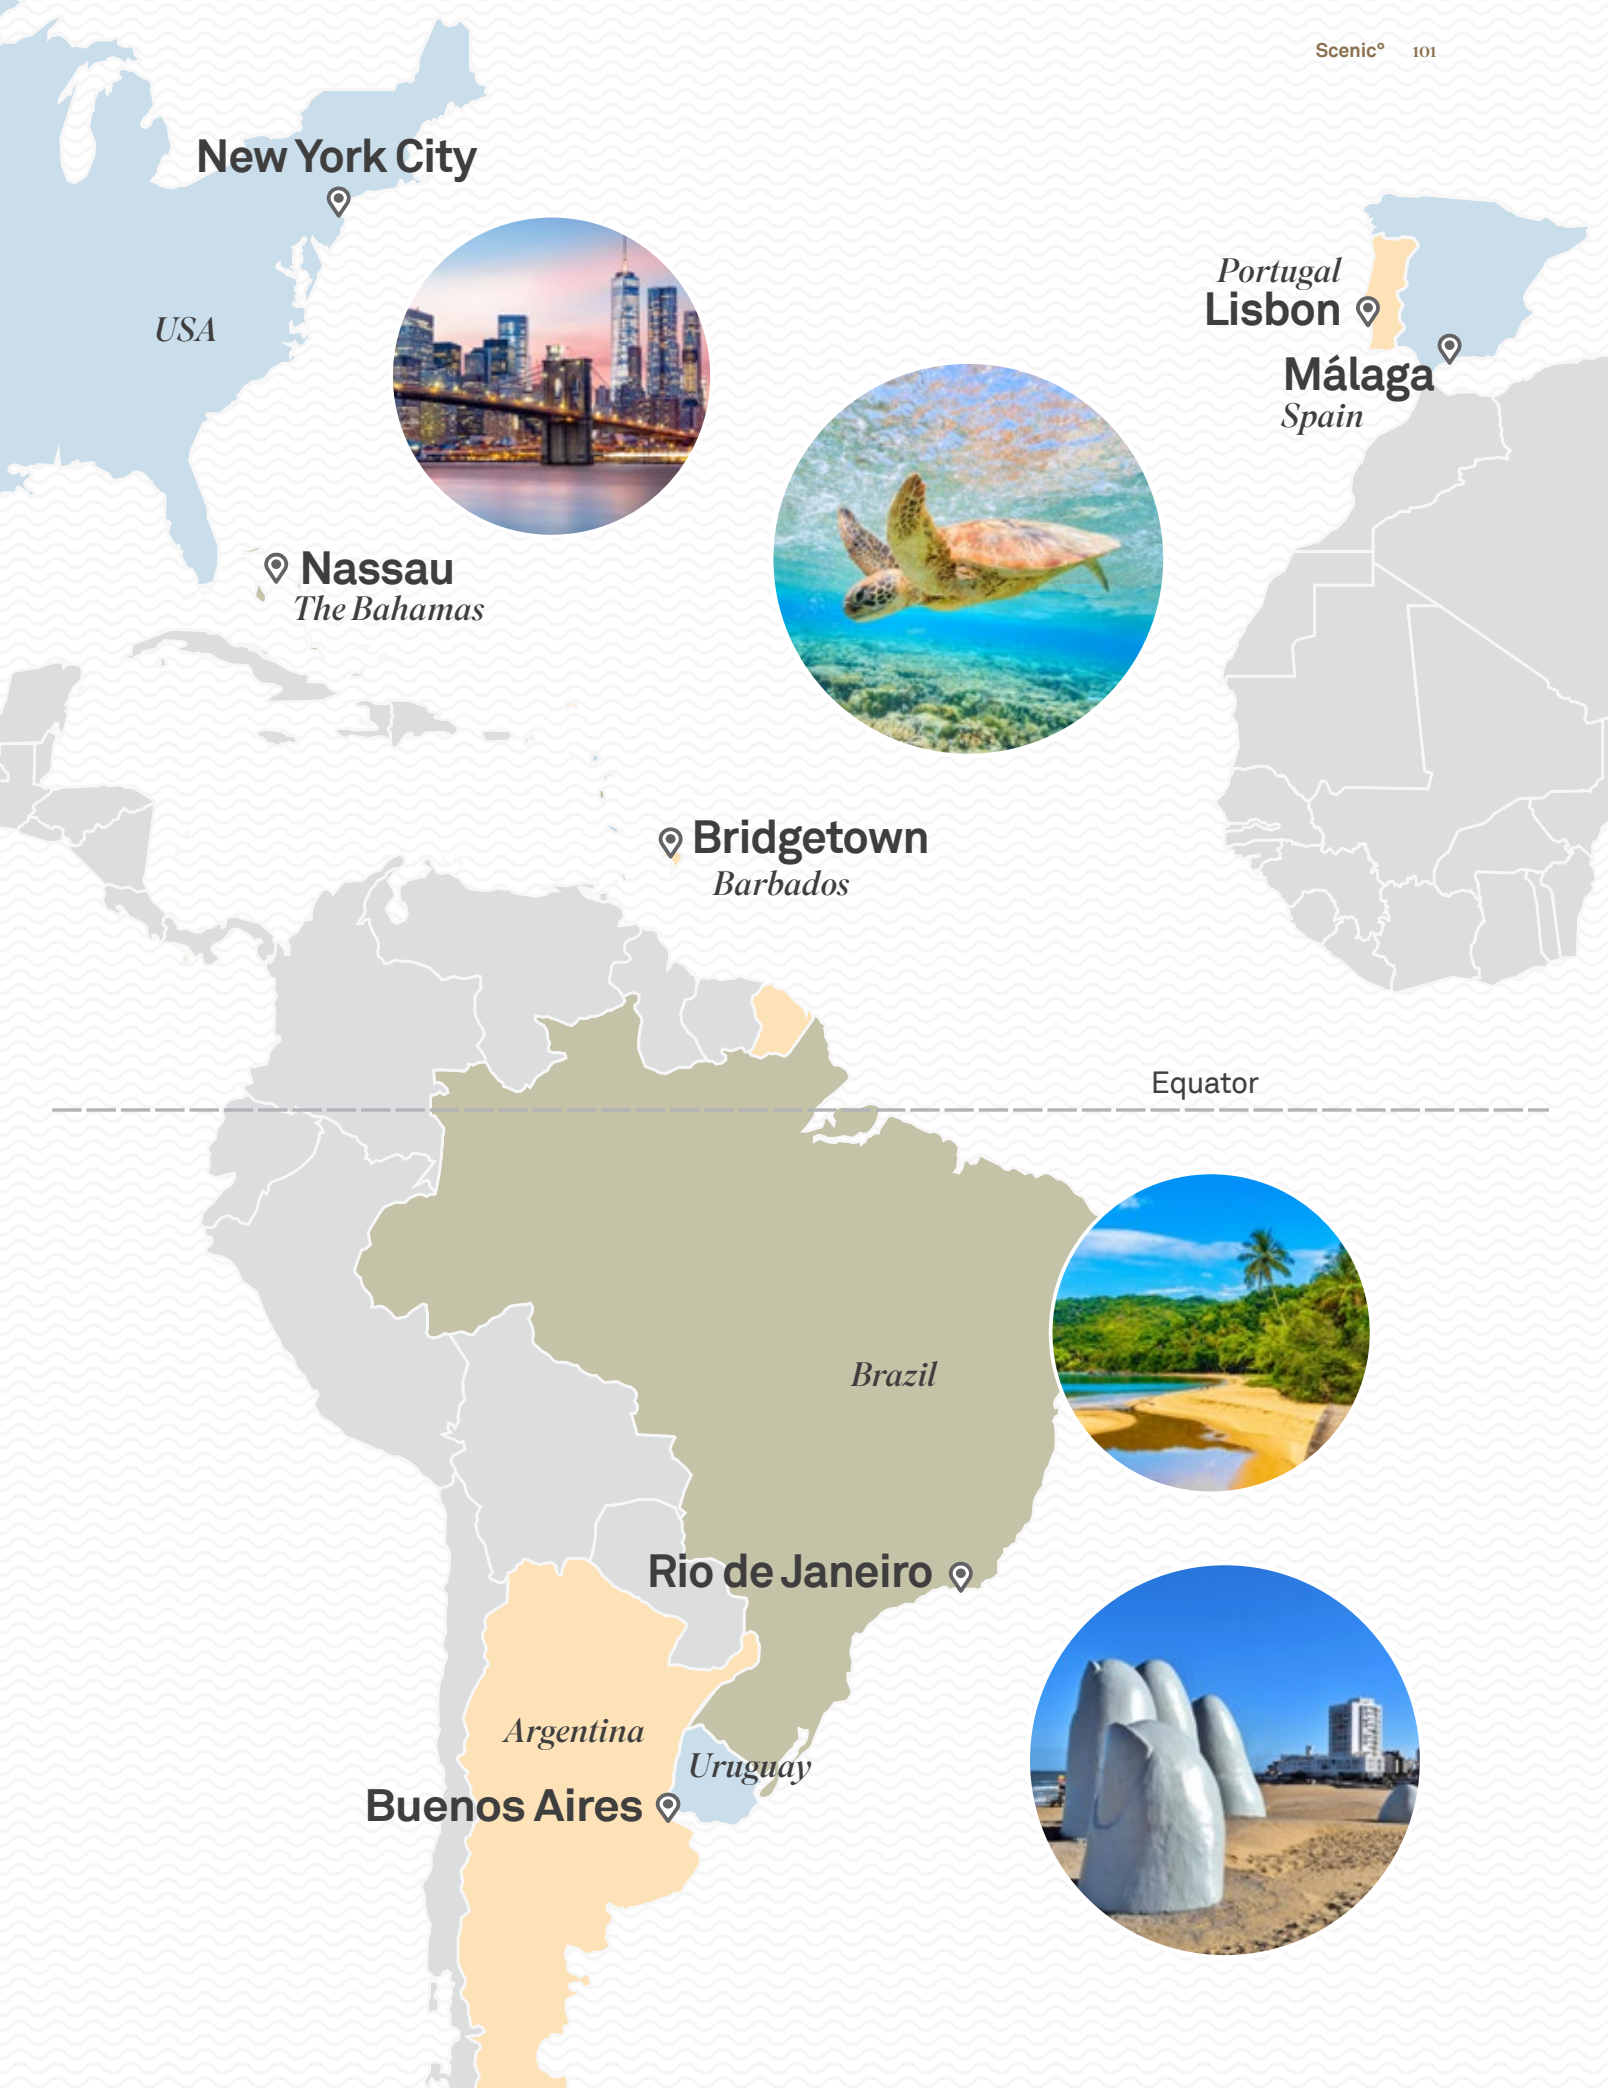 Scenic° 101
New York City
USA
Portugal
Lisbon
Málaga
Spain
Nassau
The Bahamas
Bridgetown
Barbados
Equator
Brazil
Rio de Janeiro
Argentina
Uruguay
Buenos Aires